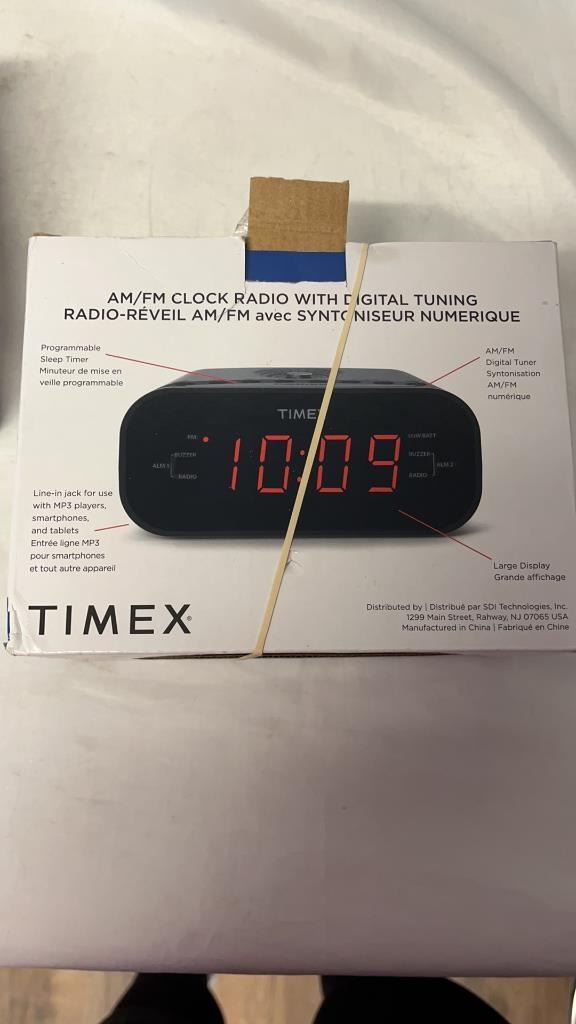 AM/FM CLOCK RADIO WITH DIGITAL TUNING
RADIO-RÉVEIL AM/FM avec SYNTONISEUR NUMERIQUE
Programmable
Sleep Timer
Minuteur de mise en
veille programmable
AM/FM
Digital Tuner
Syntonisation
AM/FM
numérique
TIMEX
FM
ALM 1
BUZZER
RADIO
10:09
LOW BATT
BUZZER
RADIO
ALM 2
Line-in jack for use
with MP3 players,
smartphones,
and tablets
Entrée ligne MP3
pour smartphones
et tout autre appareil
Large Display
Grande affichage
TIMEX®
Distributed by | Distribué par SDI Technologies, Inc.
1299 Main Street, Rahway, NJ 07065 USA
Manufactured in China | Fabriqué en Chine